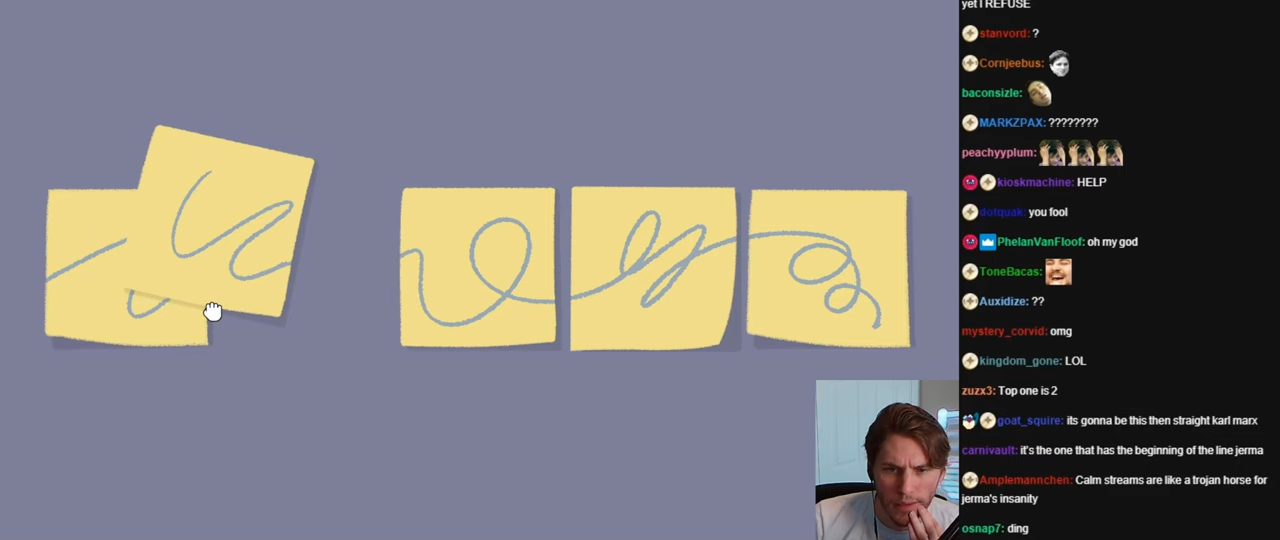 yet I REFUSE
stanvord: ?
Cornjeebus:
baconsizle:
MARKZPAX: ????????
peachyyplum:
kioskmachine: HELP
dotquak: you fool
PhelanVanFloof: oh my god
ToneBacas:
Auxidize: ??
mystery_corvid: omg
kingdom_gone: LOL
zuzx3: Top one is 2
goat_squire: its gonna be this then straight karl marx
carnivault: it's the one that has the beginning of the line jerma
Amplemannchen: Calm streams are like a trojan horse for
jerma's insanity
osnap7: ding